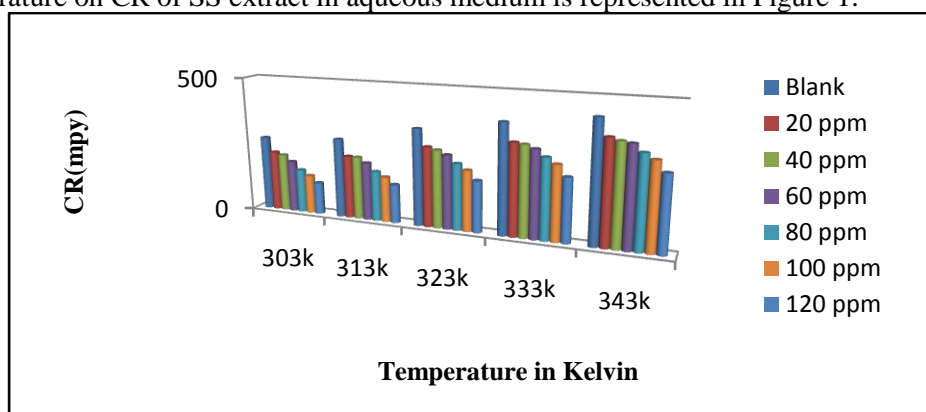 rature on CR of SS extract in aqueous medium is represented in Figure 1.
500
0
CR(mpy)
303k
313k
323k
333k
343k
Temperature in Kelvin
Blank
20 ppm
40 ppm
60 ppm
80 ppm
100 ppm
120 ppm